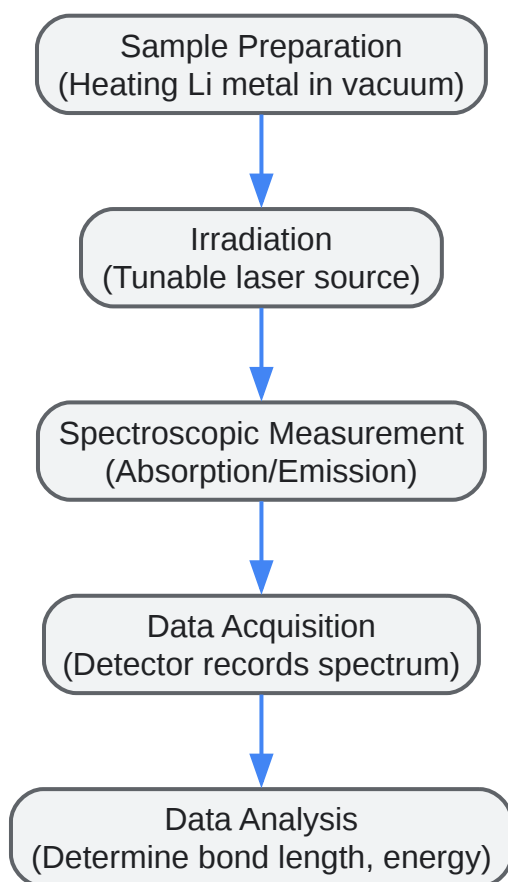 Sample Preparation
(Heating Li metal in vacuum)
Irradiation
(Tunable laser source)
Spectroscopic Measurement
(Absorption/Emission)
Data Acquisition
(Detector records spectrum)
Data Analysis
(Determine bond length, energy)